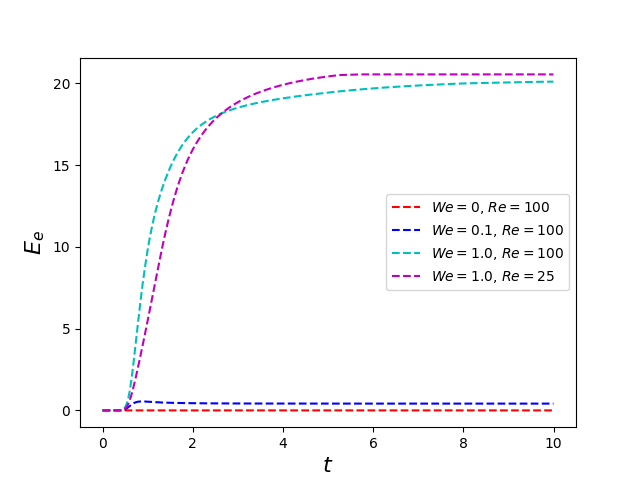 20
15
10
5
0
E_e
We = 0, Re = 100
We = 0.1, Re = 100
We = 1.0, Re = 100
We = 1.0, Re = 25
0 2 4 6 8 10
t